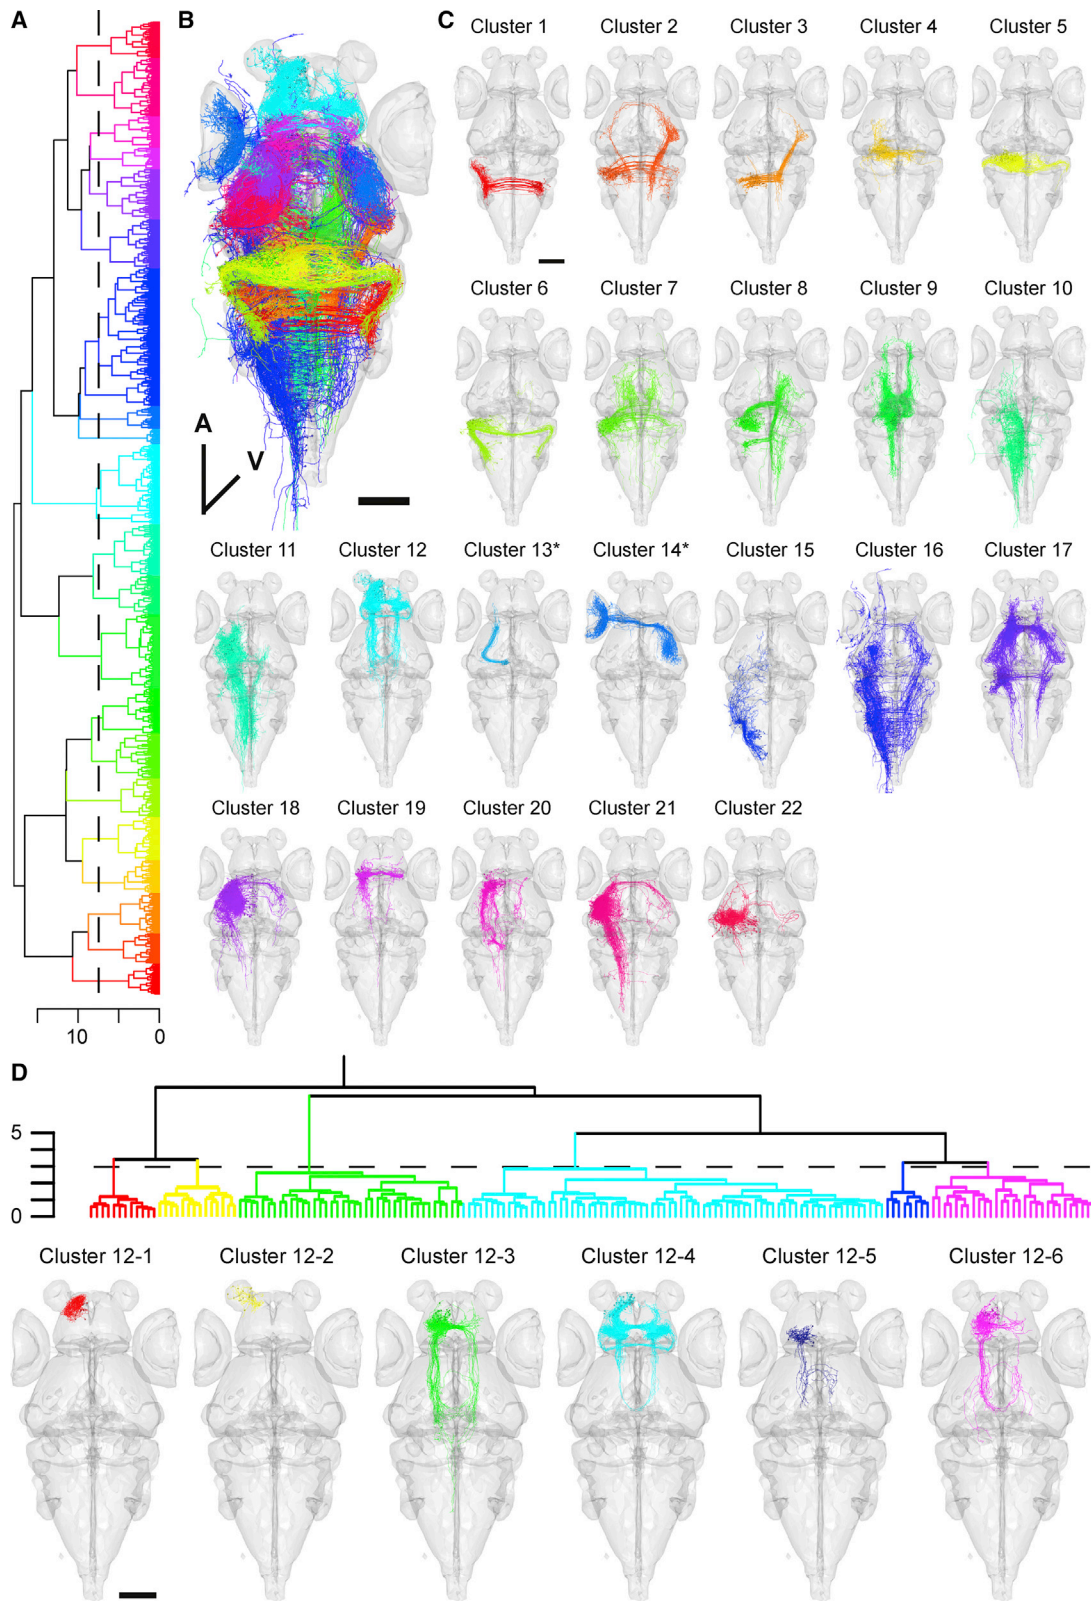 A
B
C
Cluster 1
Cluster 2
Cluster 3
Cluster 4
Cluster 5
Cluster 6
Cluster 7
Cluster 8
Cluster 9
Cluster 10
A
V
Cluster 11
Cluster 12
Cluster 13*
Cluster 14*
Cluster 15
Cluster 16
Cluster 17
Cluster 18
Cluster 19
Cluster 20
Cluster 21
Cluster 22
10
0
D
5
0
Cluster 12-1
Cluster 12-2
Cluster 12-3
Cluster 12-4
Cluster 12-5
Cluster 12-6